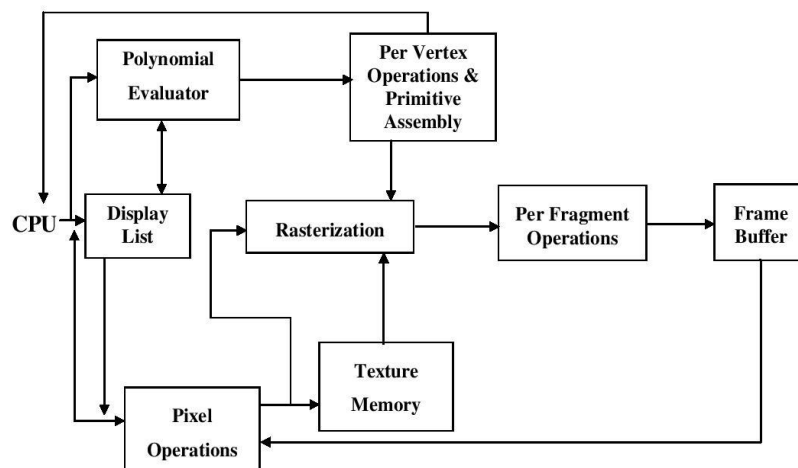 Polynomial
Evaluator
Per Vertex
Operations &
Primitive
Assembly
CPU
Display
List
Rasterization
Per Fragment
Operations
Frame
Buffer
Texture
Memory
Pixel
Operations